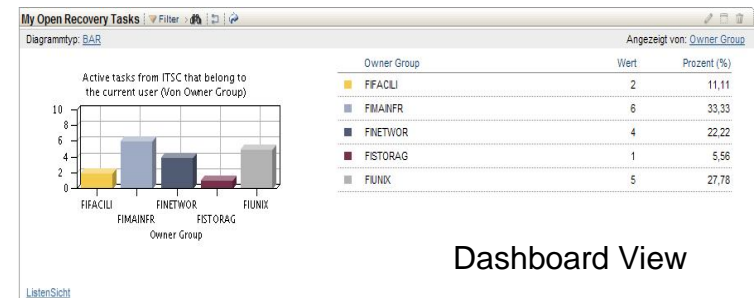 My Open Recovery Tasks Filter >
Diagrammtyp: BAR Angezeigt von: Owner Group
Active tasks from ITSC that belong to
the current user (Von Owner Group)
10
8
6
4
2
0
FIFACILI FINETWOR FIUNIX
FIMAINFR FISTORAG
Owner Group
Owner Group Wert Prozent (%)
FIFACILI 2 11,11
FIMAINFR 6 33,33
FINETWOR 4 22,22
FISTORAG 1 5,56
FIUNIX 5 27,78
Dashboard View
ListenSicht